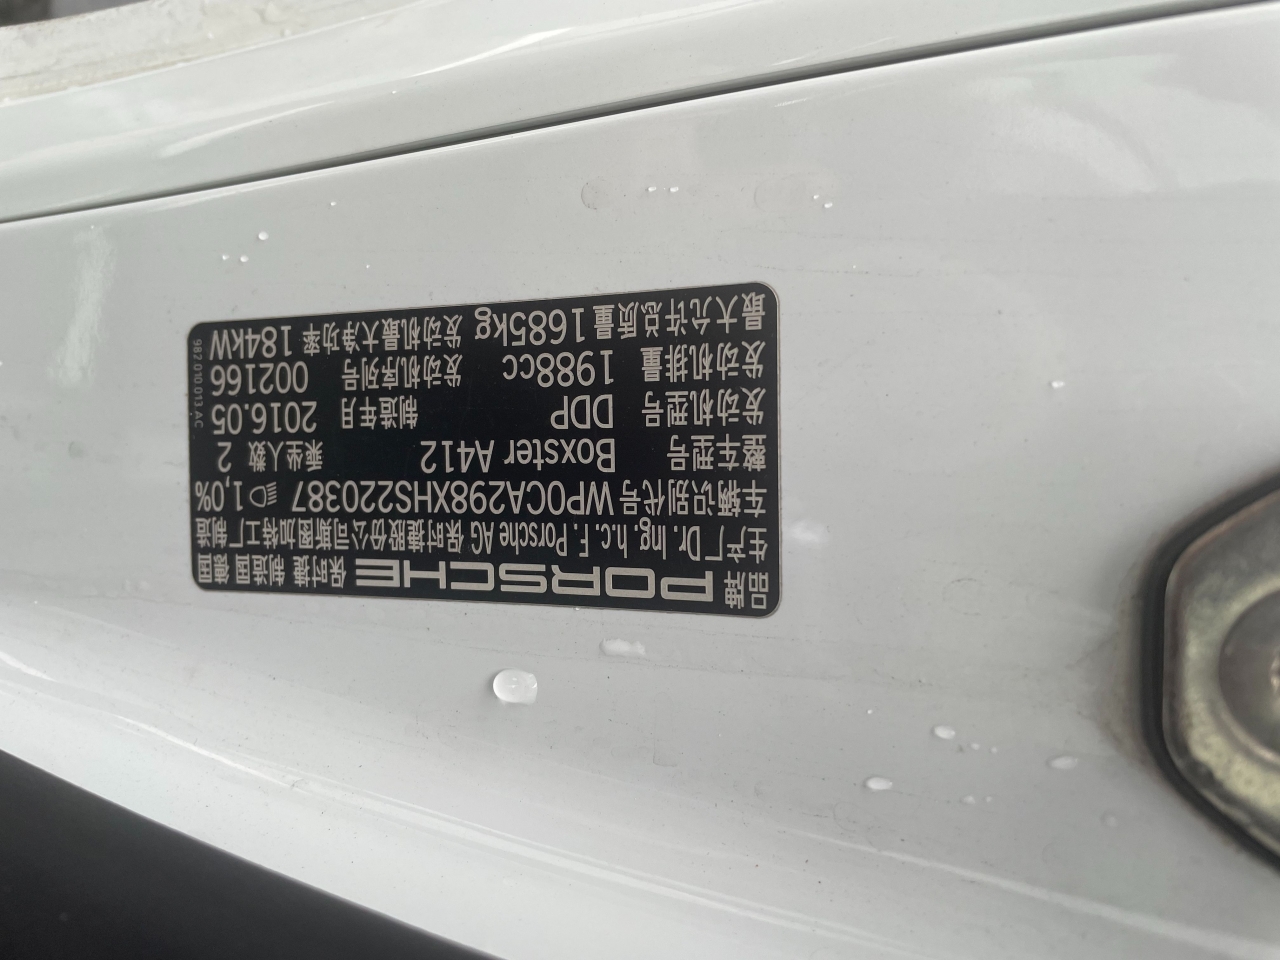 品牌 PORSCHE 保时捷 制造国 德国
生产厂 Dr. Ing. h.c. F. Porsche AG 保时捷股份公司斯图加特工厂制造
车辆识别代号 WP0CA298XHS220387 1,0%
整车型号 Boxster A412 乘坐人数 2
发动机型号 DDP 制造年月 2016.05
发动机排量 1988cc 发动机序列号 002166
最大允许总质量 1685kg 发动机最大净功率 184kW
982.010.013.AC